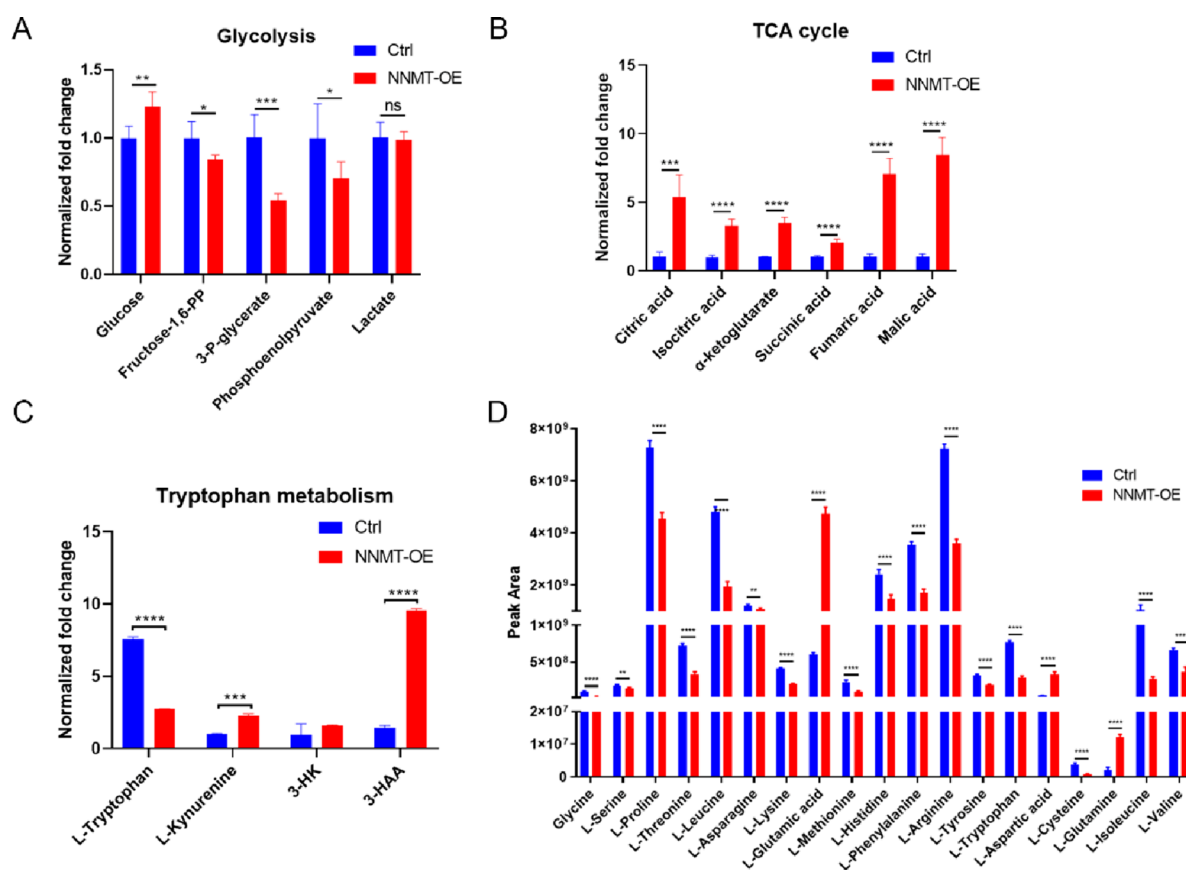 A
Glycolysis
Ctrl
NNMT-OE
Normalized fold change
1.5
1.0
0.5
0.0
**
*
***
*
ns
Glucose
Fructose-1,6-PP
3-P-glycerate
Phosphoenolpyruvate
Lactate
B
TCA cycle
Ctrl
NNMT-OE
Normalized fold change
15
10
5
0
***
****
****
****
****
****
Citric acid
Isocitric acid
α-ketoglutarate
Succinic acid
Fumaric acid
Malic acid
C
Tryptophan metabolism
Ctrl
NNMT-OE
Normalized fold change
15
10
5
0
****
***
****
L-Tryptophan
L-Kynurenine
3-HK
3-HAA
D
Ctrl
NNMT-OE
Peak Area
8×10⁹
6×10⁹
4×10⁹
2×10⁹
1×10⁹
5×10⁸
2×10⁷
1×10⁷
0
****
**
****
****
****
**
****
****
****
****
****
****
****
****
****
****
****
****
***
Glycine
L-Serine
L-Proline
L-Threonine
L-Leucine
L-Asparagine
L-Lysine
L-Glutamic acid
L-Methionine
L-Histidine
L-Phenylalanine
L-Arginine
L-Tyrosine
L-Tryptophan
L-Aspartic acid
L-Cysteine
L-Glutamine
L-Isoleucine
L-Valine